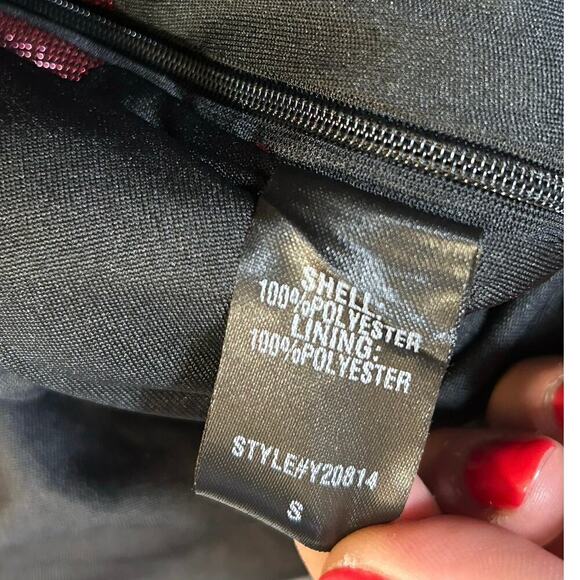 SHELL:
100%POLYESTER
LINING:
100%POLYESTER
STYLE#Y20814
S